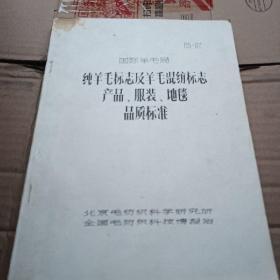 国际羊毛局
纯羊毛标志及羊毛混纺标志
产品、服装、地毯
品质标准
北京毛纺织科学研究所
全国毛纺织科技情报站